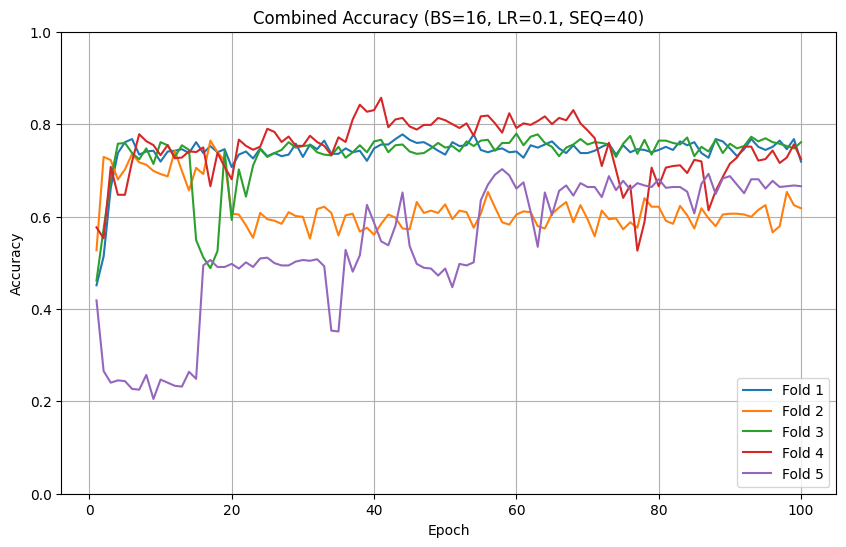 Combined Accuracy (BS=16, LR=0.1, SEQ=40)
1.0
0.8
0.6
0.4
0.2
0.0
Accuracy
0 20 40 60 80 100
Epoch
Fold 1
Fold 2
Fold 3
Fold 4
Fold 5